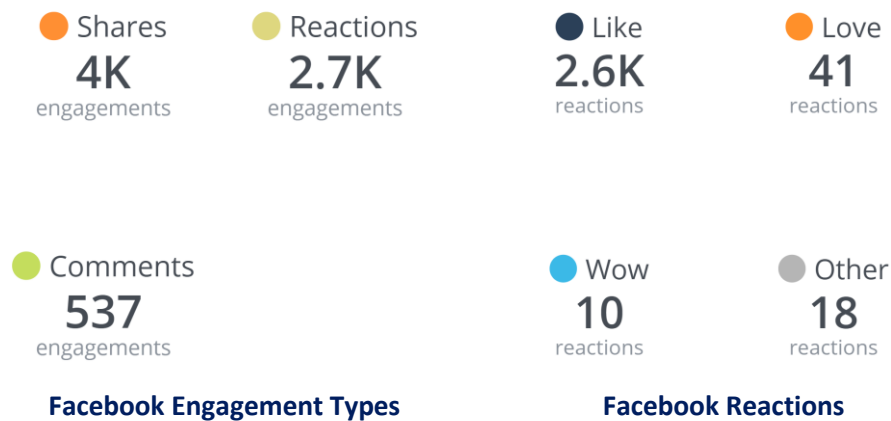 Shares
4K
engagements
Reactions
2.7K
engagements
Comments
537
engagements
Facebook Engagement Types
Like
2.6K
reactions
Love
41
reactions
Wow
10
reactions
Other
18
reactions
Facebook Reactions